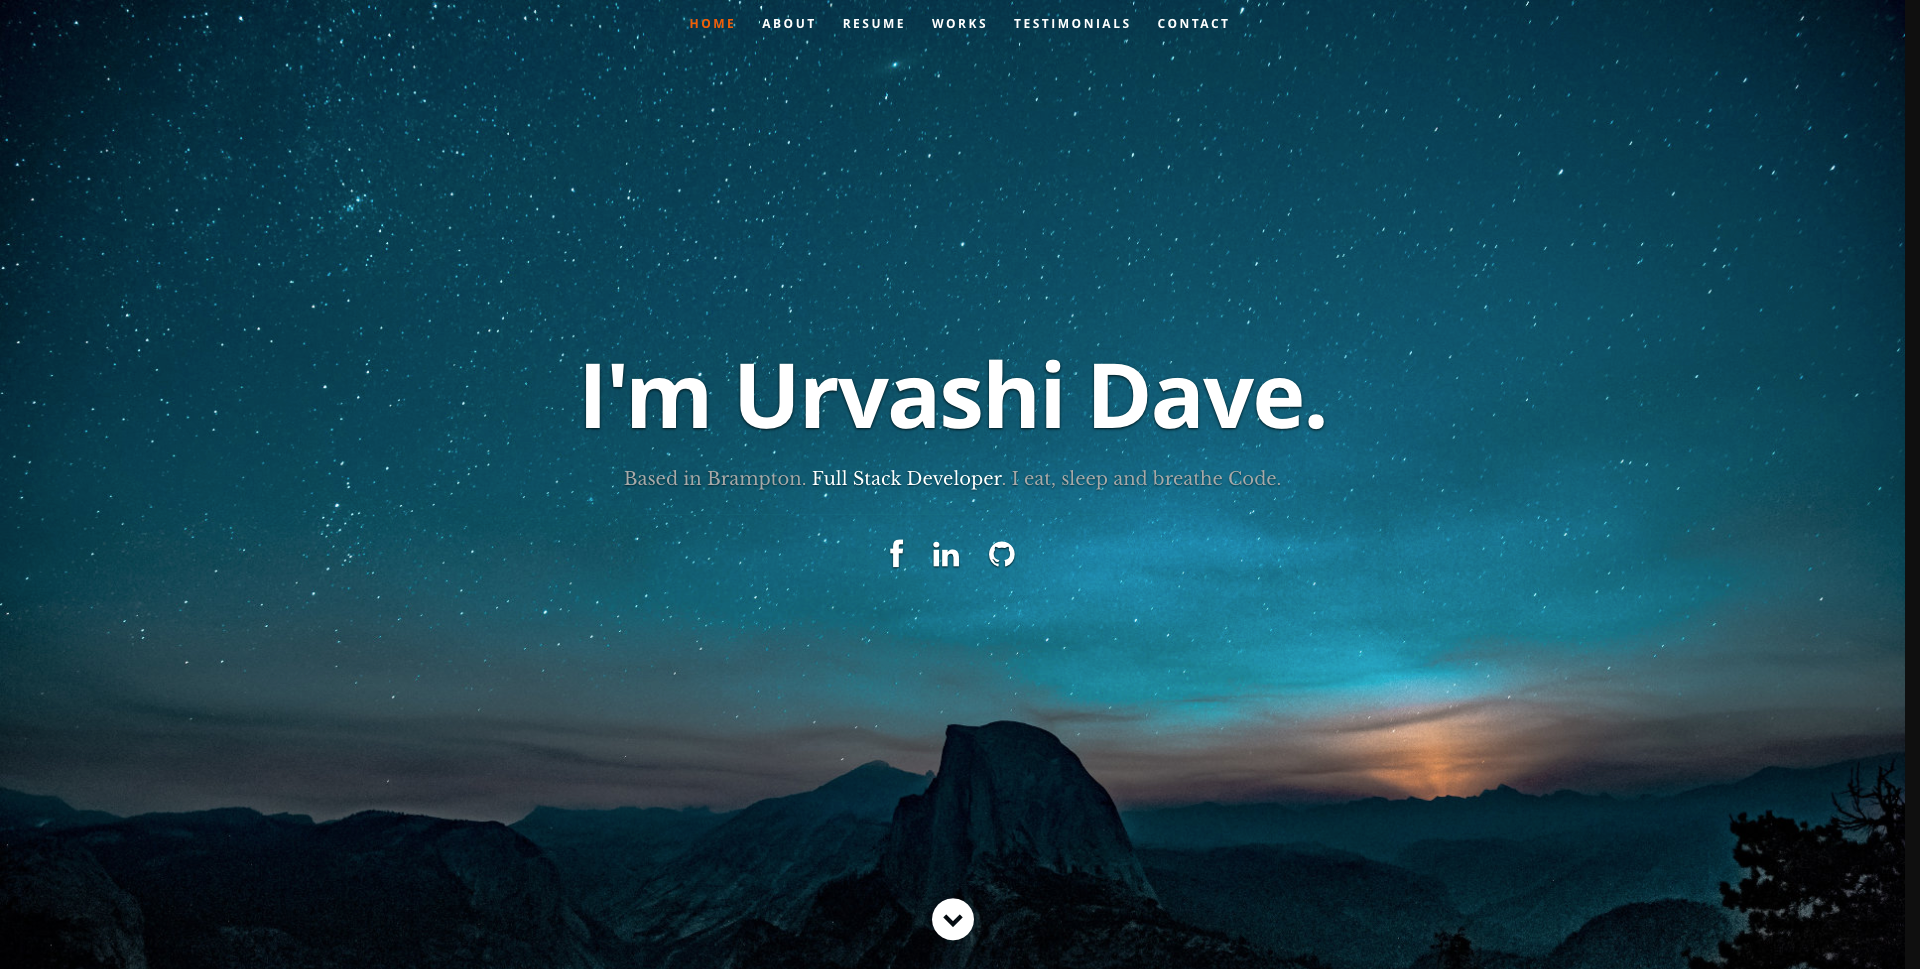 HOME ABOUT RESUME WORKS TESTIMONIALS CONTACT
I'm Urvashi Dave.
Based in Brampton. Full Stack Developer. I eat, sleep and breathe Code.